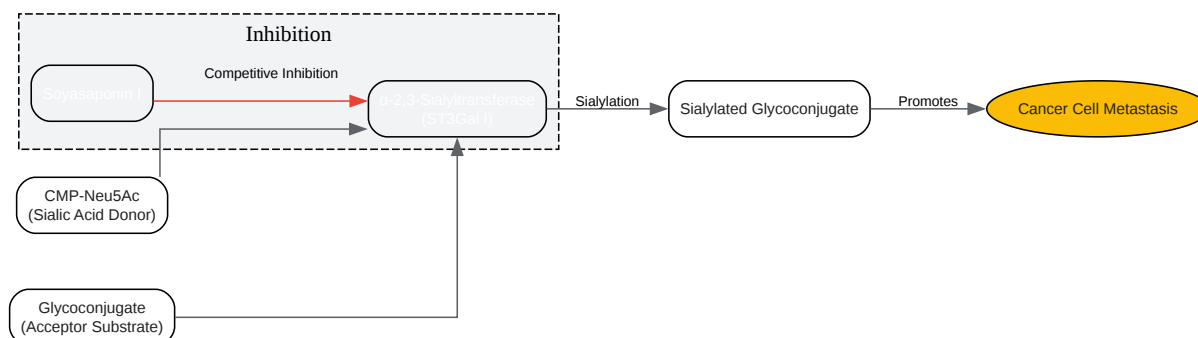 Inhibition
Competitive Inhibition
Soyasaponin I
α-2,3-Sialyltransferase
(ST3Gal I)
Sialylation
Sialylated Glycoconjugate
Promotes
Cancer Cell Metastasis
CMP-Neu5Ac
(Sialic Acid Donor)
Glycoconjugate
(Acceptor Substrate)